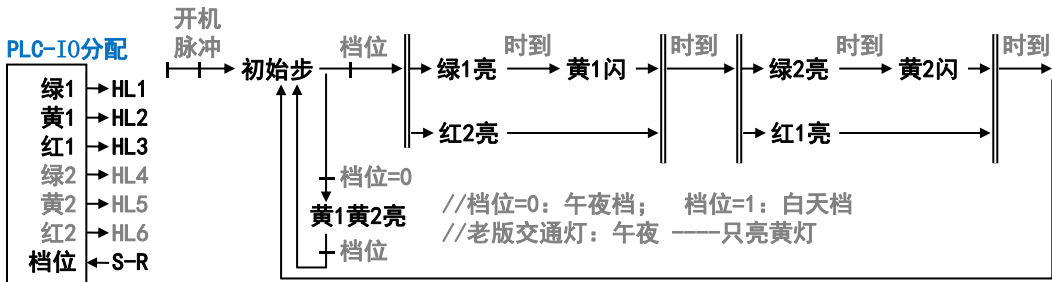 PLC-IO分配
绿1 HL1
黄1 HL2
红1 HL3
绿2 HL4
黄2 HL5
红2 HL6
档位 S-R
开机
脉冲
初始步
档位
绿1亮
时到
黄1闪
红2亮
时到
绿2亮
时到
黄2闪
红1亮
时到
档位=0
黄1黄2亮
档位
//档位=0: 午夜档; 档位=1: 白天档
//老版交通灯: 午夜 ----只亮黄灯